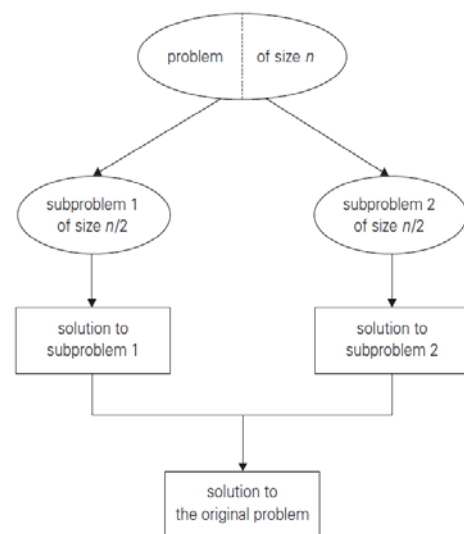 problem of size n
subproblem 1
of size n/2
subproblem 2
of size n/2
solution to
subproblem 1
solution to
subproblem 2
solution to
the original problem